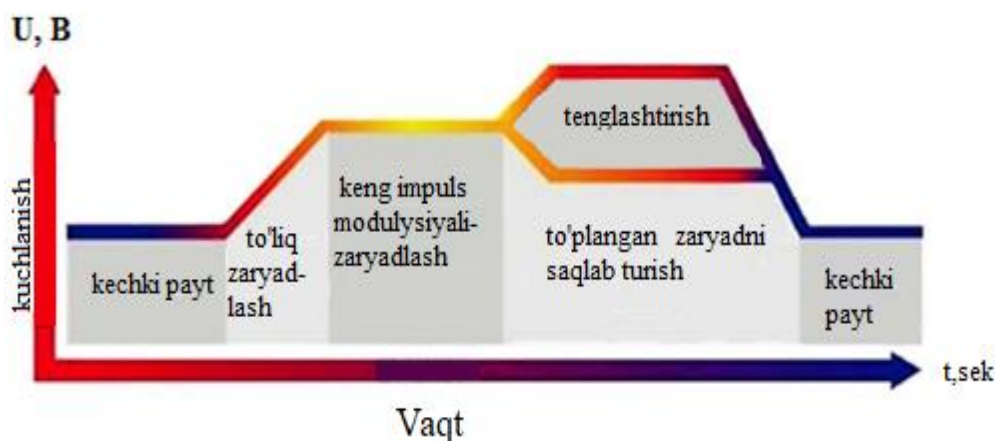 U, B
kuchlanish
kechki payt
to'liq
zaryad-
lash
keng impuls
modulysiyali-
zaryadlash
tenglashtirish
to'plangan zaryadni
saqlab turish
kechki
payt
t,sek
Vaqt